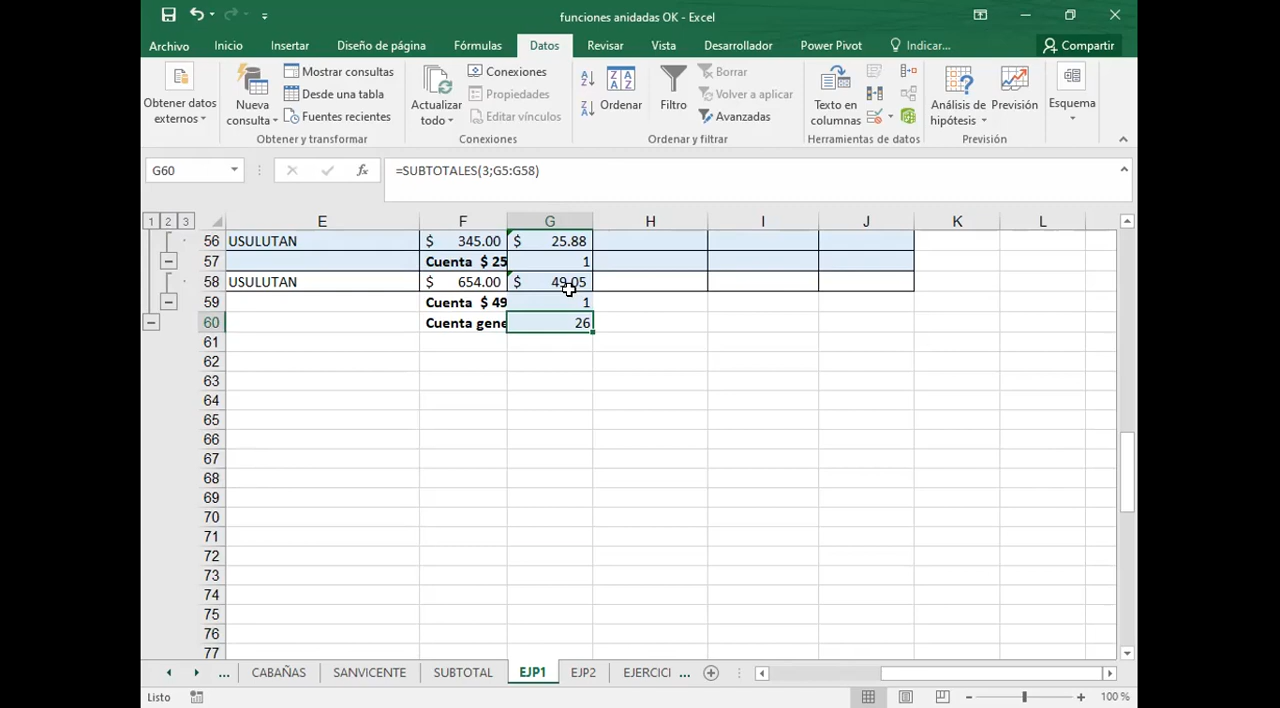 funciones anidadas OK - Excel
Archivo Inicio Insertar Diseño de página Fórmulas Datos Revisar Vista Desarrollador Power Pivot Indicar... Compartir
Obtener datos externos
Nueva consulta
Mostrar consultas
Desde una tabla
Fuentes recientes
Obtener y transformar
Actualizar todo
Conexiones
Propiedades
Editar vínculos
Conexiones
Ordenar
Filtro
Borrar
Volver a aplicar
Avanzadas
Ordenar y filtrar
Texto en columnas
Herramientas de datos
Análisis de hipótesis
Previsión
Previsión
Esquema
G60 fx =SUBTOTALES(3;G5:G58)
1 2 3 E F G H I J K L
56 USULUTAN $ 345.00 $ 25.88
57 Cuenta $ 25 1
58 USULUTAN $ 654.00 $ 49.05
59 Cuenta $ 49 1
60 Cuenta gene 26
61
62
63
64
65
66
67
68
69
70
71
72
73
74
75
76
77
... CABAÑAS SANVICENTE SUBTOTAL EJP1 EJP2 EJERCICI ...
Listo 100 %